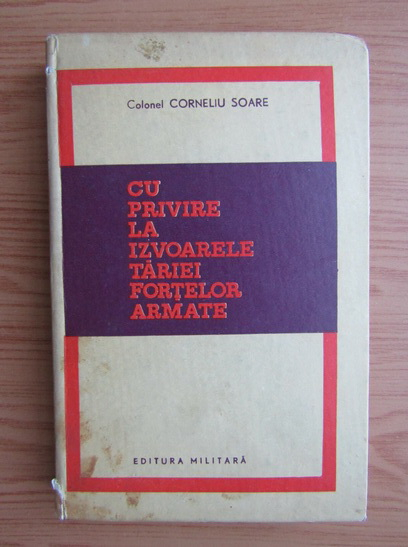 Colonel CORNELIU SOARE
CU
PRIVIRE
LA
IZVOARELE
TĂRIEI
FORȚELOR
ARMATE
EDITURA MILITARĂ